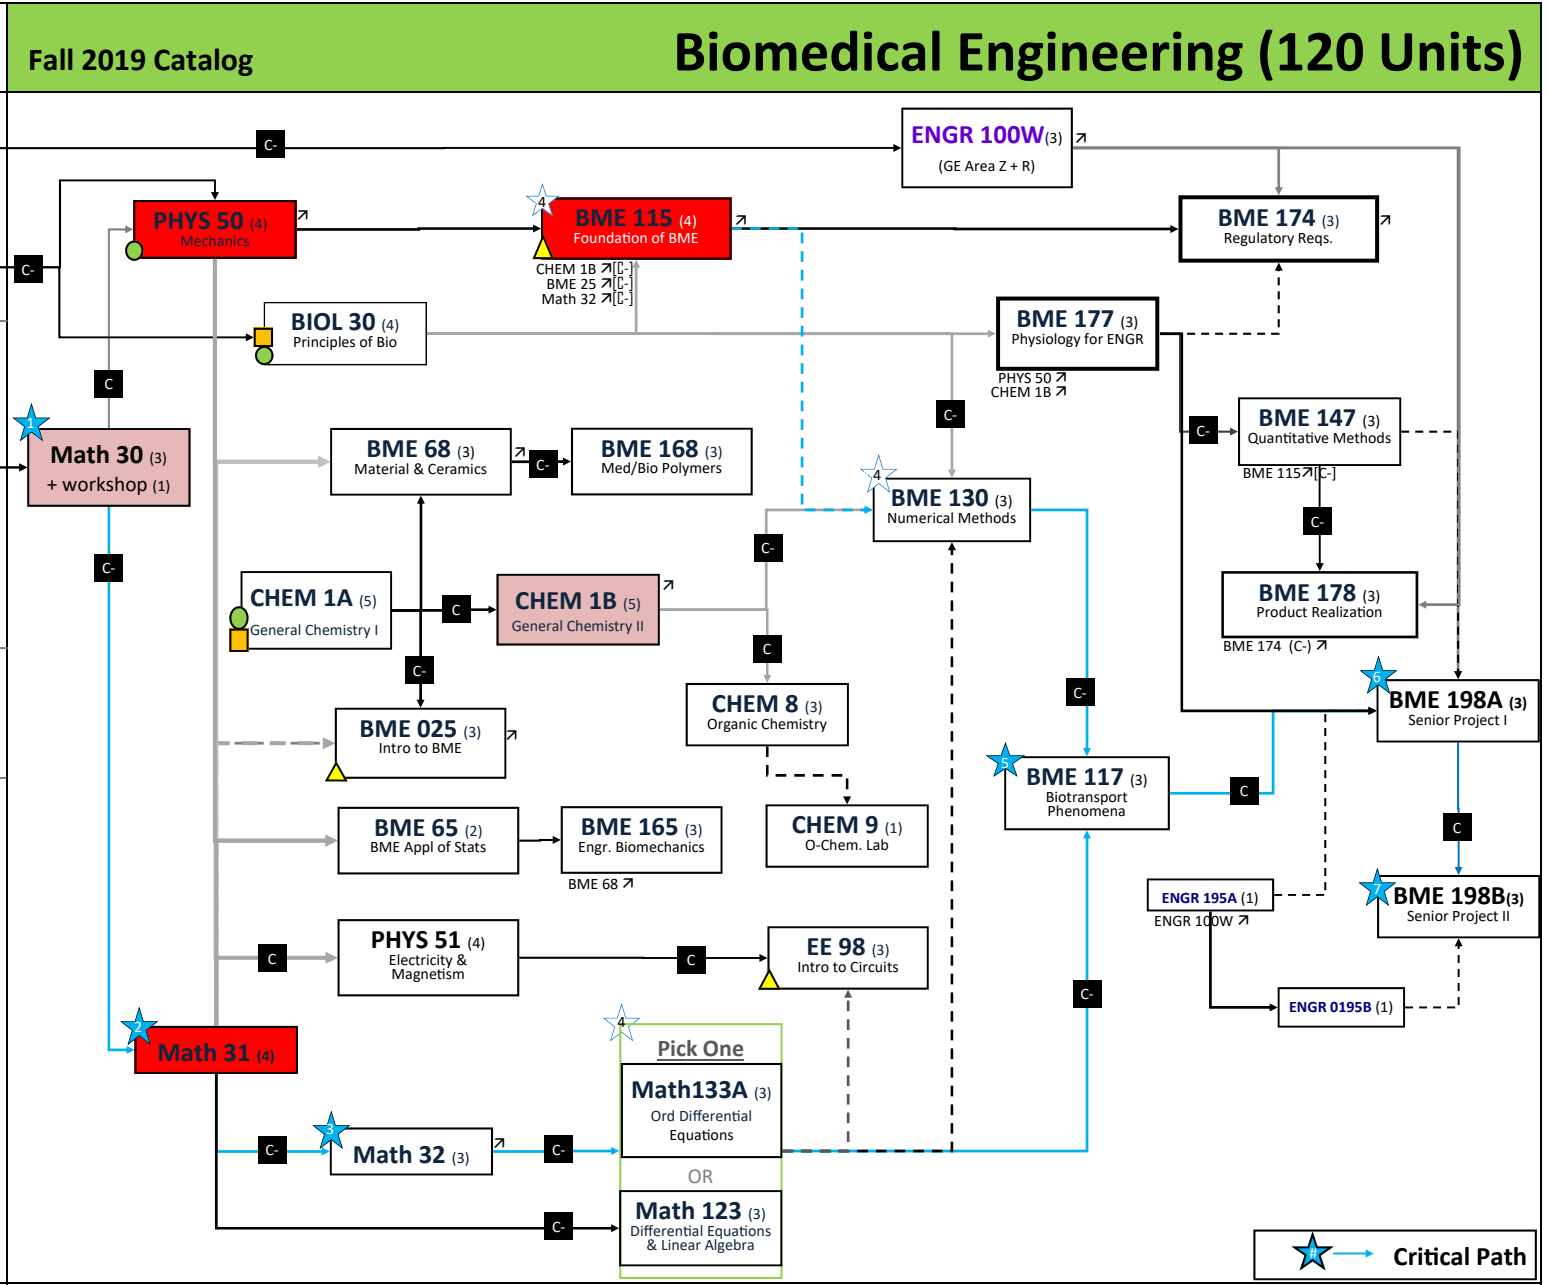 Fall 2019 Catalog
Biomedical Engineering (120 Units)
C-
ENGR 100W(3)
(GE Area Z + R)
PHYS 50 (4)
Mechanics
4
BME 115 (4)
Foundation of BME
CHEM 1B [C-]
BME 25 [C-]
Math 32 [C-]
BME 174 (3)
Regulatory Reqs.
C-
BIOL 30 (4)
Principles of Bio
BME 177 (3)
Physiology for ENGR
PHYS 50
CHEM 1B
C
C-
1
Math 30 (3)
+ workshop (1)
BME 68 (3)
Material & Ceramics
C-
BME 168 (3)
Med/Bio Polymers
C-
BME 147 (3)
Quantitative Methods
BME 115 [C-]
4
BME 130 (3)
Numerical Methods
C-
C-
C-
CHEM 1A (5)
General Chemistry I
C
CHEM 1B (5)
General Chemistry II
BME 178 (3)
Product Realization
BME 174 (C-)
C-
C
CHEM 8 (3)
Organic Chemistry
C-
6
BME 198A (3)
Senior Project I
BME 025 (3)
Intro to BME
5
BME 117 (3)
Biotransport
Phenomena
C
BME 65 (2)
BME Appl of Stats
BME 165 (3)
Engr. Biomechanics
BME 68
CHEM 9 (1)
O-Chem. Lab
C
ENGR 195A (1)
ENGR 100W
7
BME 198B(3)
Senior Project II
C
PHYS 51 (4)
Electricity &
Magnetism
C
EE 98 (3)
Intro to Circuits
C-
ENGR 0195B (1)
2
Math 31 (4)
4
Pick One
Math133A (3)
Ord Differential
Equations
C-
3
Math 32 (3)
C-
OR
C-
Math 123 (3)
Differential Equations
& Linear Algebra
#
Critical Path